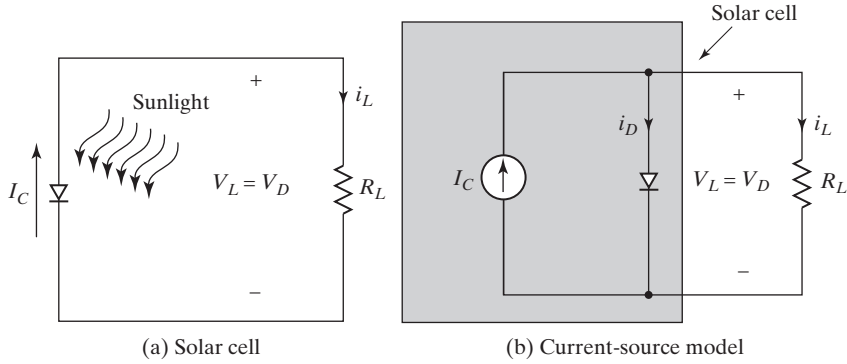 Sunlight
+
i_L
I_C
V_L = V_D
R_L
−
(a) Solar cell
Solar cell
+
i_D
i_L
I_C
V_L = V_D
R_L
−
(b) Current-source model